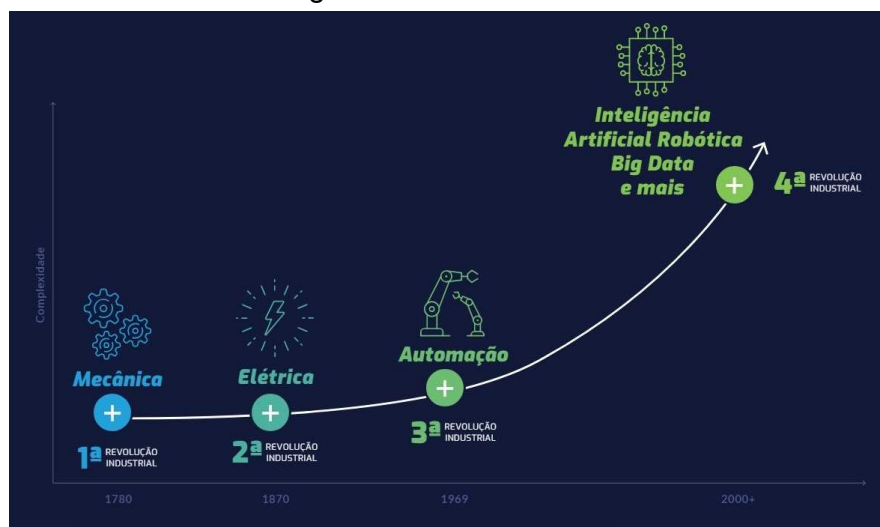 Inteligência
Artificial Robótica
Big Data
e mais
4ª REVOLUÇÃO
INDUSTRIAL
Complexidade
Mecânica
1ª REVOLUÇÃO
INDUSTRIAL
Elétrica
2ª REVOLUÇÃO
INDUSTRIAL
Automação
3ª REVOLUÇÃO
INDUSTRIAL
1780
1870
1969
2000+